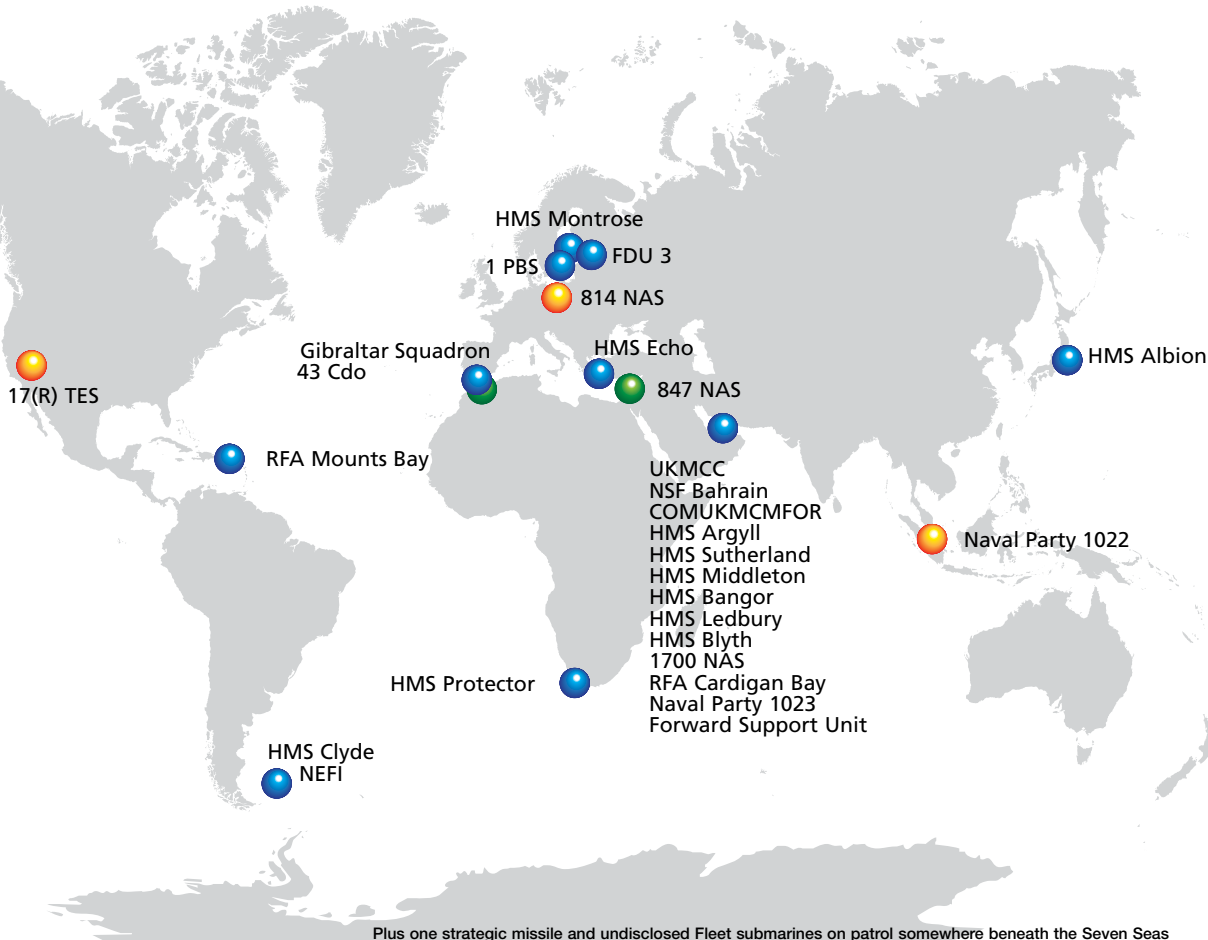 HMS Montrose
FDU 3
1 PBS
814 NAS
Gibraltar Squadron
43 Cdo
HMS Echo
HMS Albion
17(R) TES
847 NAS
RFA Mounts Bay
UKMCC
NSF Bahrain
COMUKMCMFOR
HMS Argyll
HMS Sutherland
HMS Middleton
HMS Bangor
HMS Ledbury
HMS Blyth
1700 NAS
RFA Cardigan Bay
Naval Party 1023
Forward Support Unit
Naval Party 1022
HMS Protector
HMS Clyde
NEFI
Plus one strategic missile and undisclosed Fleet submarines on patrol somewhere beneath the Seven Seas